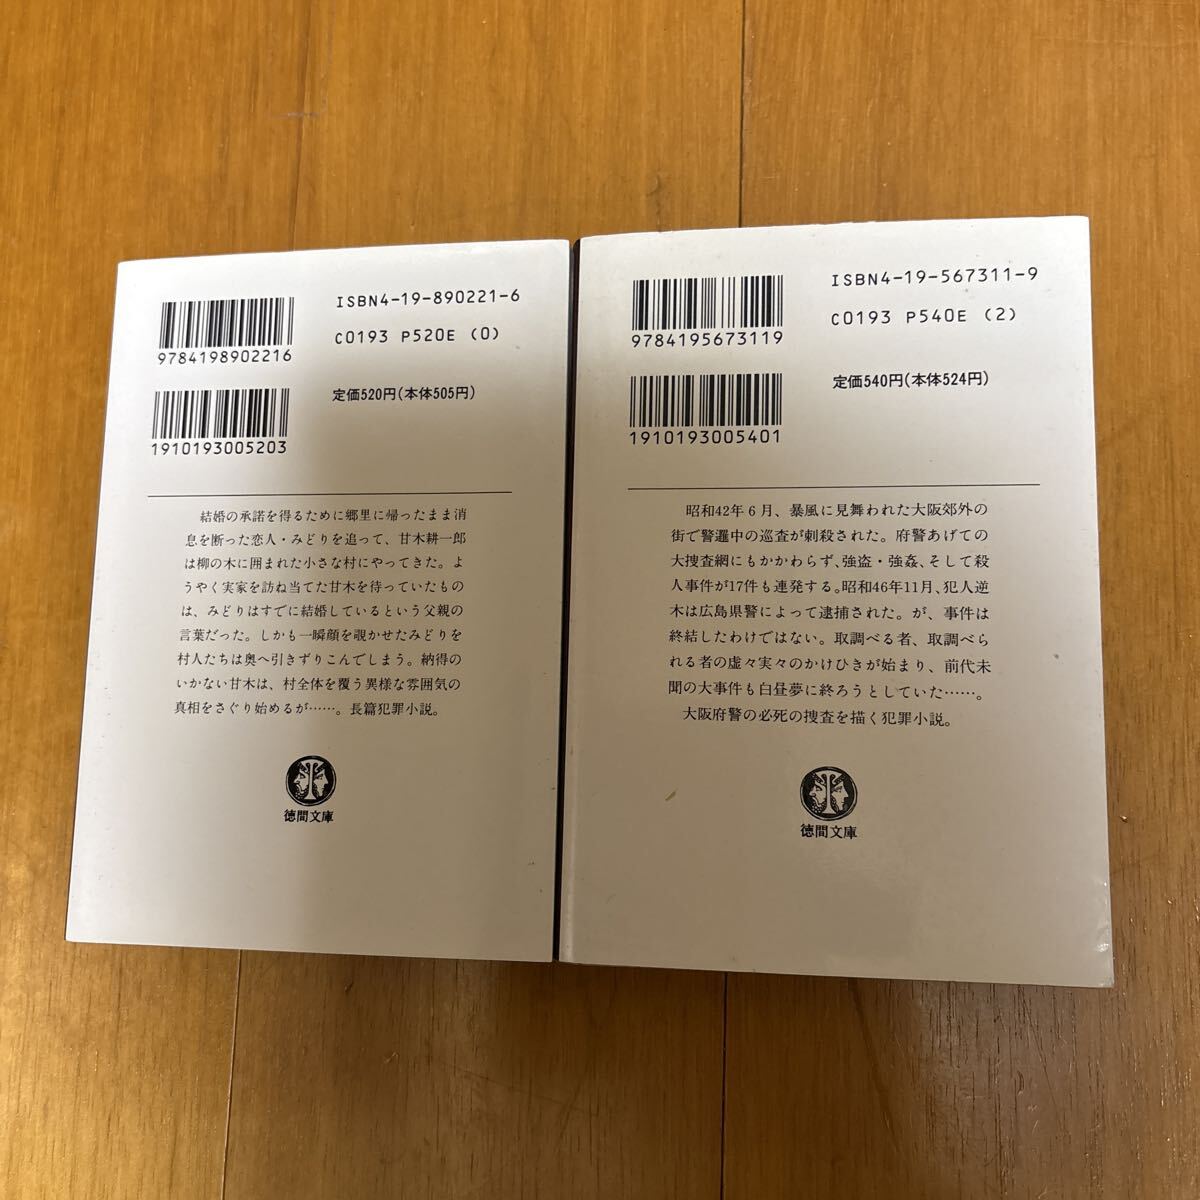 ISBN4-19-890221-6
C0193 P520E (0)
9784198902216
定価520円(本体505円)
1910193005203
結婚の承諾を得るために郷里に帰ったまま消
息を断った恋人・みどりを追って、甘木耕一郎
は柳の木に囲まれた小さな村にやってきた。よ
うやく実家を訪ね当てた甘木を待っていたもの
は、みどりはすでに結婚しているという父親の
言葉だった。しかも一瞬顔を覗かせたみどりを
村人たちは奥へ引きずりこんでしまう。納得の
いかない甘木は、村全体を覆う異様な雰囲気の
真相をさぐり始めるが……。長篇犯罪小説。
徳間文庫
ISBN4-19-567311-9
C0193 P540E (2)
9784195673119
定価540円(本体524円)
1910193005401
昭和42年6月、暴風に見舞われた大阪郊外の
街で警邏中の巡査が刺殺された。府警あげての
大捜査網にもかかわらず、強盗・強姦、そして殺
人事件が17件も連発する。昭和46年11月、犯人逆
木は広島県警によって逮捕された。が、事件は
終結したわけではない。取調べる者、取調べら
れる者の虚々実々のかけひきが始まり、前代未
聞の大事件も白昼夢に終ろうとしていた……。
大阪府警の必死の捜査を描く犯罪小説。
徳間文庫